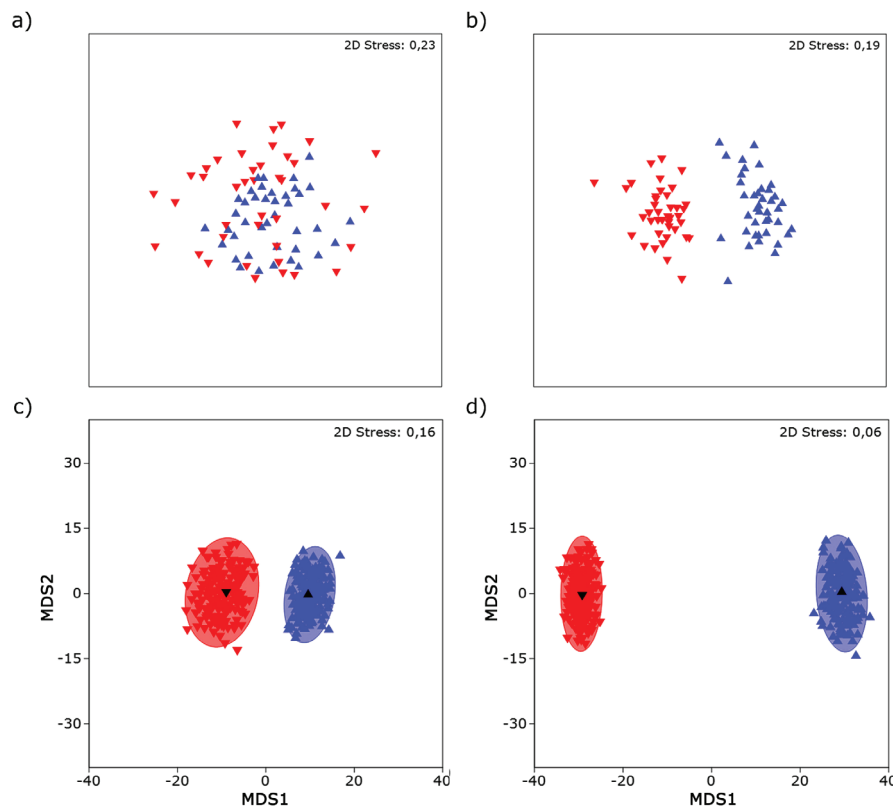 a)
2D Stress: 0,23
b)
2D Stress: 0,19
c)
2D Stress: 0,16
30
15
0
-15
-30
MDS2
-40
-20
0
20
40
MDS1
d)
2D Stress: 0,06
30
15
0
-15
-30
MDS2
-40
-20
0
20
40
MDS1